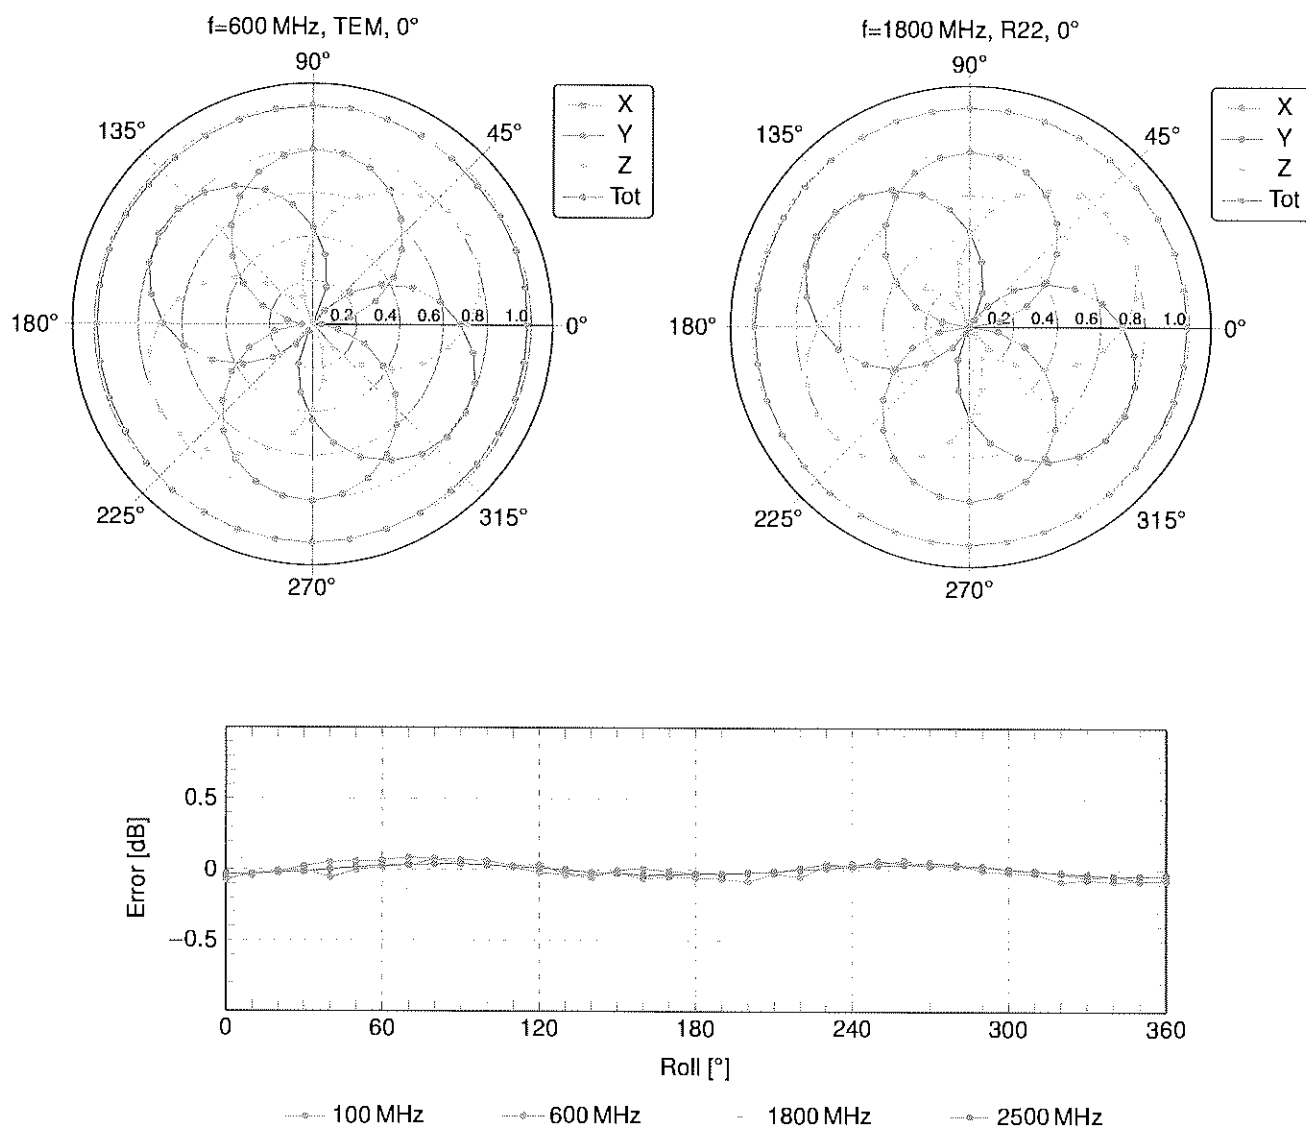 f=600 MHz, TEM, 0°
90°
135°
45°
180°
0.2 0.4 0.6 0.8 1.0
0°
225°
315°
270°
X
Y
Z
Tot
f=1800 MHz, R22, 0°
90°
135°
45°
180°
0.2 0.4 0.6 0.8 1.0
0°
225°
315°
270°
X
Y
Z
Tot
Error [dB]
0.5
0
−0.5
0 60 120 180 240 300 360
Roll [°]
100 MHz 600 MHz 1800 MHz 2500 MHz